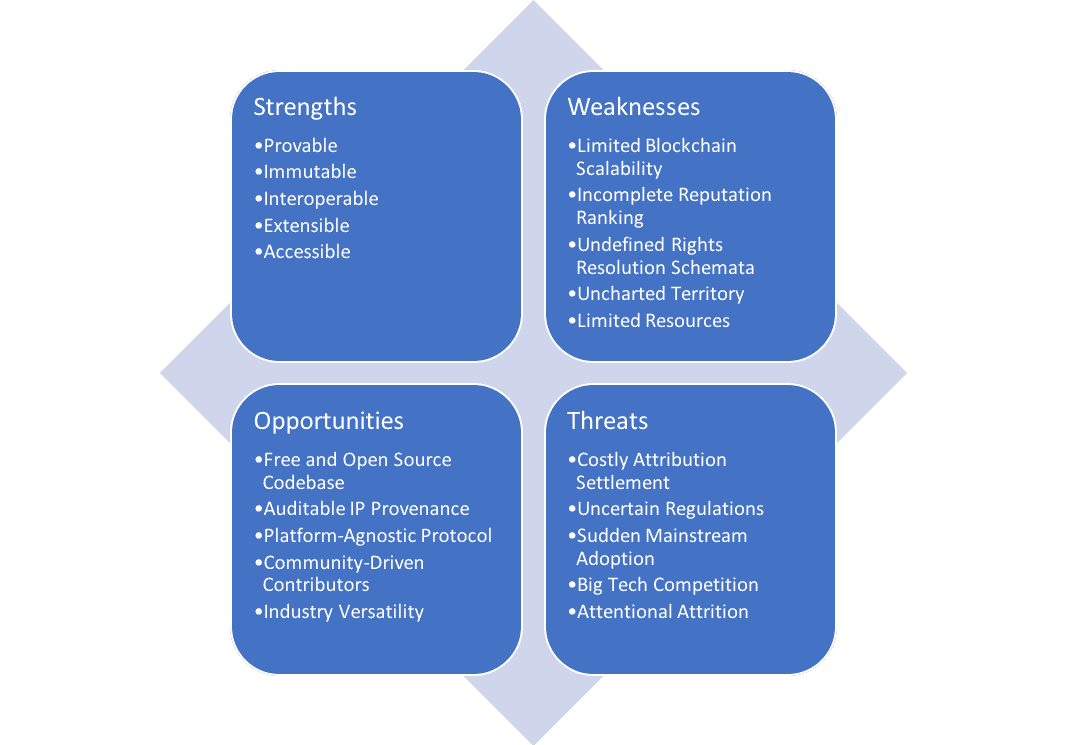 Strengths
•Provable
•Immutable
•Interoperable
•Extensible
•Accessible
Weaknesses
•Limited Blockchain
Scalability
•Incomplete Reputation
Ranking
•Undefined Rights
Resolution Schemata
•Uncharted Territory
•Limited Resources
Opportunities
•Free and Open Source
Codebase
•Auditable IP Provenance
•Platform-Agnostic Protocol
•Community-Driven
Contributors
•Industry Versatility
Threats
•Costly Attribution
Settlement
•Uncertain Regulations
•Sudden Mainstream
Adoption
•Big Tech Competition
•Attentional Attrition